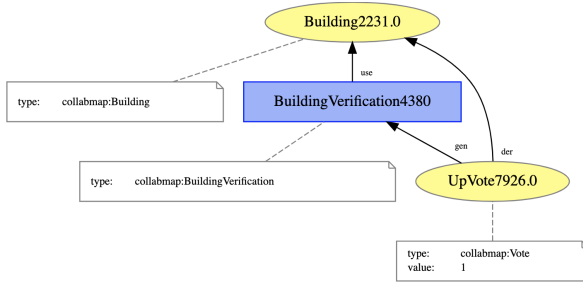 Building2231.0
use
type: collabmap:Building
BuildingVerification4380
gen
der
type: collabmap:BuildingVerification
UpVote7926.0
type: collabmap:Vote
value: 1